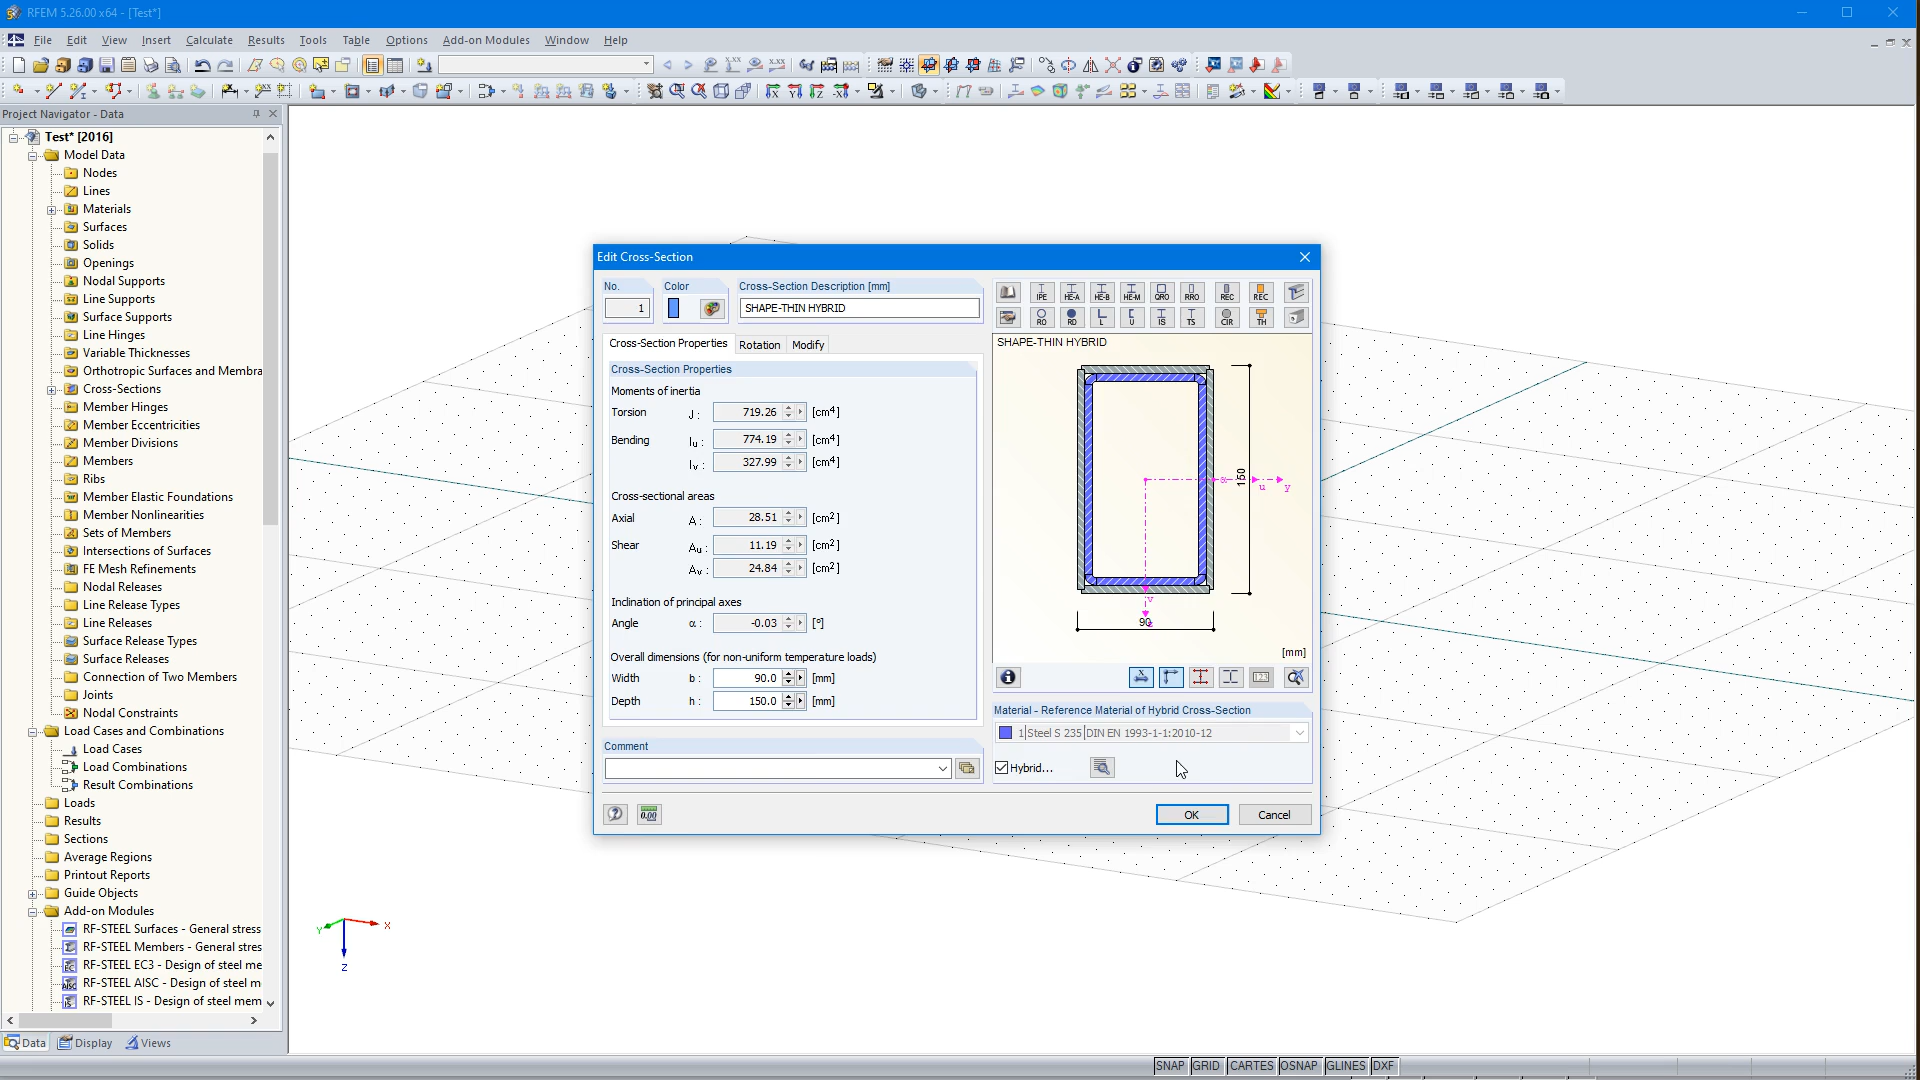 RFEM 5.26.00 x64 - [Test*]
File Edit View Insert Calculate Results Tools Table Options Add-on Modules Window Help
Project Navigator - Data
Test* [2016]
Model Data
Nodes
Lines
Materials
Surfaces
Solids
Openings
Nodal Supports
Line Supports
Surface Supports
Line Hinges
Variable Thicknesses
Orthotropic Surfaces and Membra
Cross-Sections
Member Hinges
Member Eccentricities
Member Divisions
Members
Ribs
Member Elastic Foundations
Member Nonlinearities
Sets of Members
Intersections of Surfaces
FE Mesh Refinements
Nodal Releases
Line Release Types
Line Releases
Surface Release Types
Surface Releases
Connection of Two Members
Joints
Nodal Constraints
Load Cases and Combinations
Load Cases
Load Combinations
Result Combinations
Loads
Results
Sections
Average Regions
Printout Reports
Guide Objects
Add-on Modules
RF-STEEL Surfaces - General stress
RF-STEEL Members - General stres
RF-STEEL EC3 - Design of steel me
RF-STEEL AISC - Design of steel m
RF-STEEL IS - Design of steel mem
Data Display Views
Edit Cross-Section
No. Color Cross-Section Description [mm]
1 SHAPE-THIN HYBRID
Cross-Section Properties Rotation Modify
Cross-Section Properties
Moments of inertia
Torsion J : 719.26 [cm4]
Bending Iu : 774.19 [cm4]
Iv : 327.99 [cm4]
Cross-sectional areas
Axial A : 28.51 [cm2]
Shear Au : 11.19 [cm2]
Av : 24.84 [cm2]
Inclination of principal axes
Angle α : -0.03 [°]
Overall dimensions (for non-uniform temperature loads)
Width b : 90.0 [mm]
Depth h : 150.0 [mm]
Comment
0.00
IPE HE-A HE-B HE-M QRO RRO REC REC
RO RD L U IS TS CIR TH
SHAPE-THIN HYBRID
150
α u y
v
90
[mm]
123
Material - Reference Material of Hybrid Cross-Section
1 Steel S 235 DIN EN 1993-1-1:2010-12
Hybrid...
OK Cancel
Y X
Z
SNAP GRID CARTES OSNAP GLINES DXF